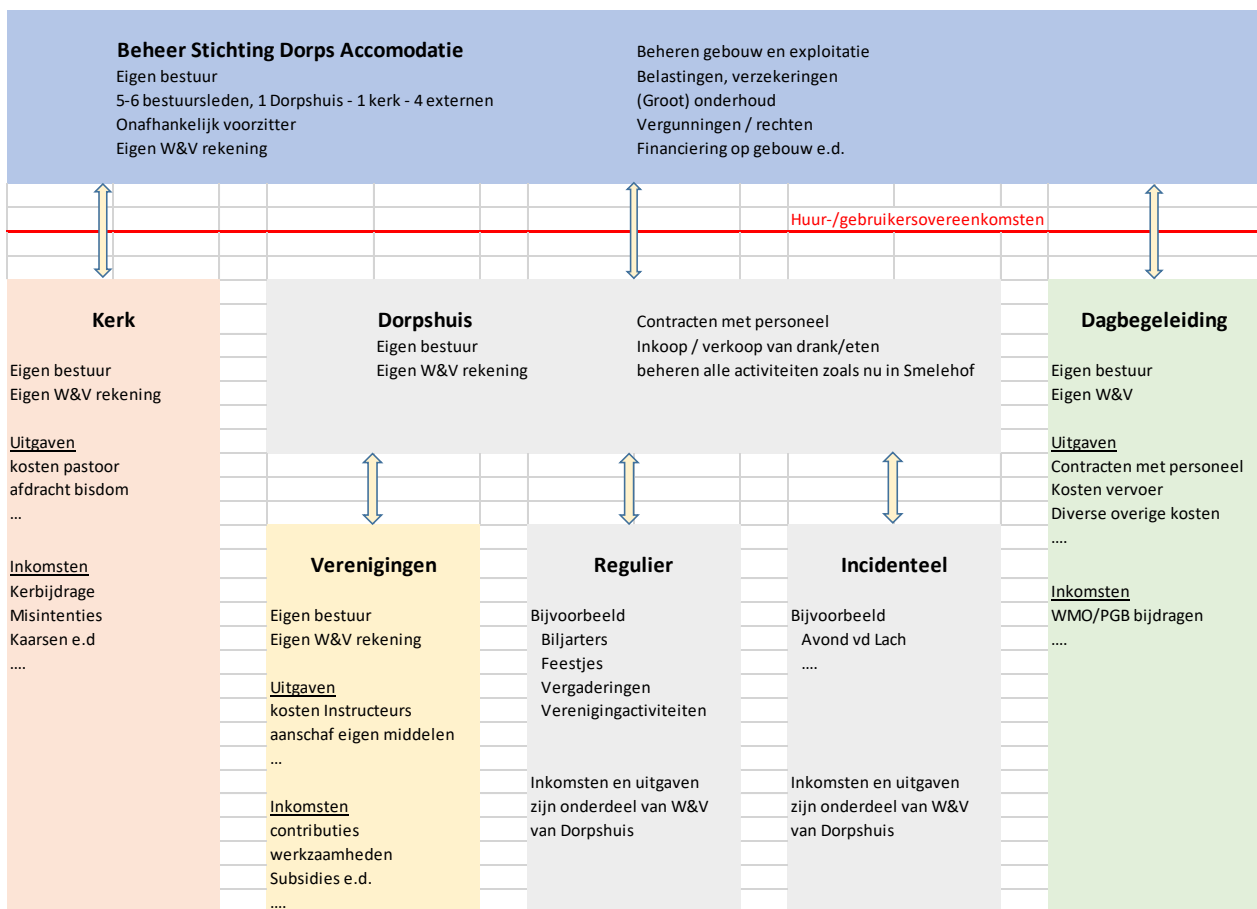 Beheer Stichting Dorps Accomodatie
Eigen bestuur
5-6 bestuursleden, 1 Dorpshuis - 1 kerk - 4 externen
Onafhankelijk voorzitter
Eigen W&V rekening
Beheren gebouw en exploitatie
Belastingen, verzekeringen
(Groot) onderhoud
Vergunningen / rechten
Financiering op gebouw e.d.
Huur-/gebruikersovereenkomsten
Kerk
Eigen bestuur
Eigen W&V rekening
Uitgaven
kosten pastoor
afdracht bisdom
...
Inkomsten
Kerbijdrage
Misintenties
Kaarsen e.d
....
Dorpshuis
Eigen bestuur
Eigen W&V rekening
Contracten met personeel
Inkoop / verkoop van drank/eten
beheren alle activiteiten zoals nu in Smelehof
Verenigingen
Eigen bestuur
Eigen W&V rekening
Uitgaven
kosten Instructeurs
aanschaf eigen middelen
...
Inkomsten
contributies
werkzaamheden
Subsidies e.d.
....
Regulier
Bijvoorbeeld
Biljarters
Feestjes
Vergaderingen
Verenigingactiviteiten
Inkomsten en uitgaven
zijn onderdeel van W&V
van Dorpshuis
Incidenteel
Bijvoorbeeld
Avond vd Lach
....
Inkomsten en uitgaven
zijn onderdeel van W&V
van Dorpshuis
Dagbegeleiding
Eigen bestuur
Eigen W&V
Uitgaven
Contracten met personeel
Kosten vervoer
Diverse overige kosten
....
Inkomsten
WMO/PGB bijdragen
....